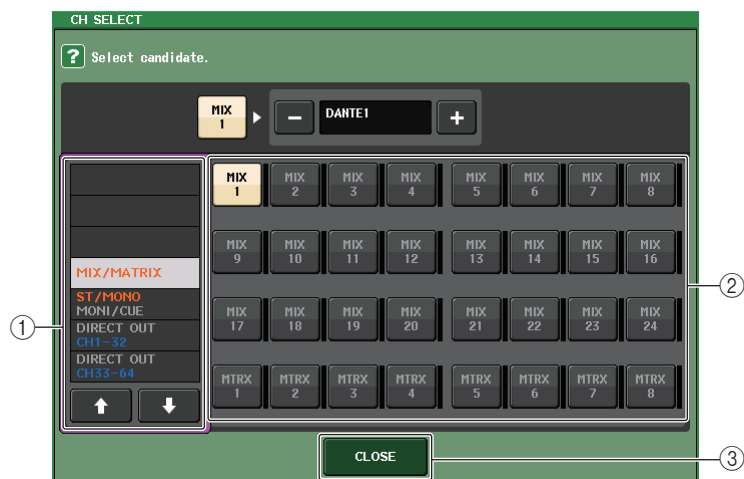 CH SELECT
? Select candidate.
MIX
1
− DANTE1 +
MIX/MATRIX
ST/MONO
MONI/CUE
DIRECT OUT
CH1-32
DIRECT OUT
CH33-64
MIX 1 MIX 2 MIX 3 MIX 4 MIX 5 MIX 6 MIX 7 MIX 8
MIX 9 MIX 10 MIX 11 MIX 12 MIX 13 MIX 14 MIX 15 MIX 16
MIX 17 MIX 18 MIX 19 MIX 20 MIX 21 MIX 22 MIX 23 MIX 24
MTRX 1 MTRX 2 MTRX 3 MTRX 4 MTRX 5 MTRX 6 MTRX 7 MTRX 8
CLOSE
①
②
③